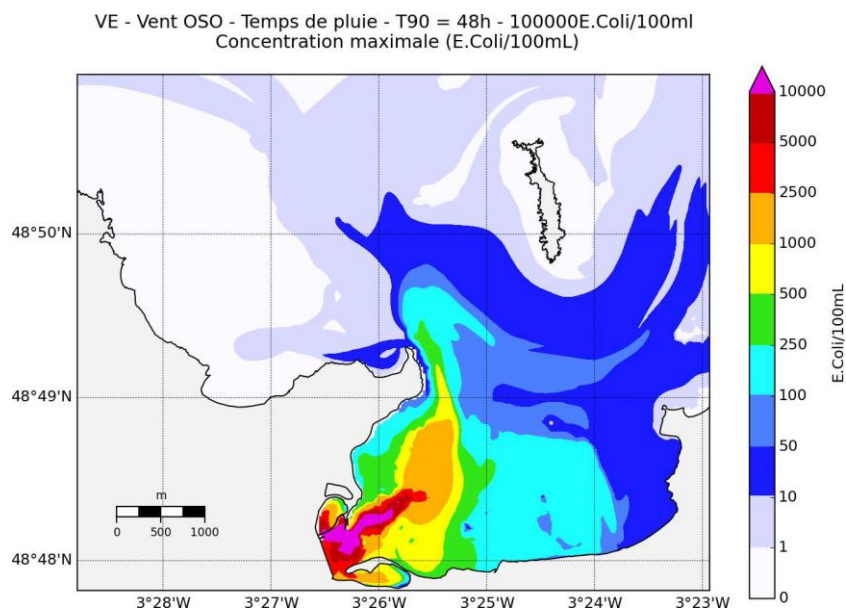 VE - Vent OSO - Temps de pluie - T90 = 48h - 100000E.Coli/100ml
Concentration maximale (E.Coli/100mL)
10000
5000
2500
1000
500
250
100
50
10
1
0
E.Coli/100mL
48°50'N
48°49'N
48°48'N
m
0 500 1000
3°28'W 3°27'W 3°26'W 3°25'W 3°24'W 3°23'W